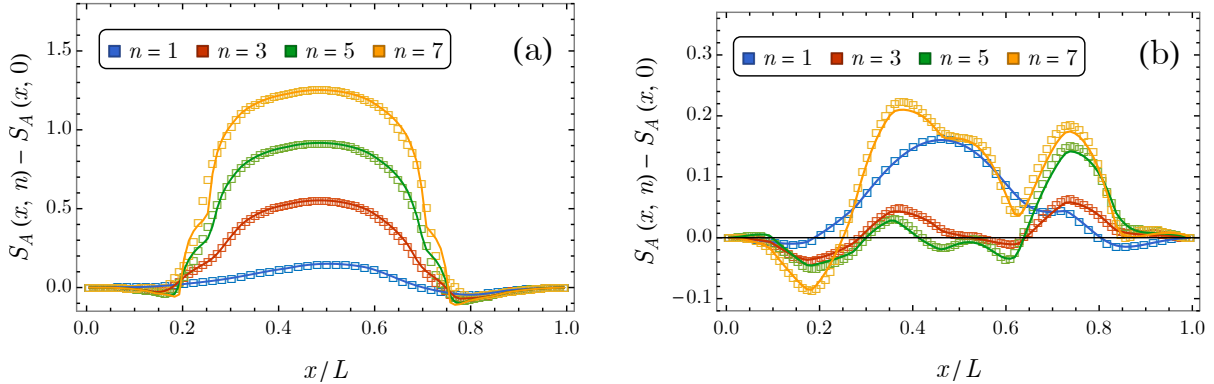 S_A (x, n) − S_A (x, 0)
1.5
1.0
0.5
0.0
n = 1 n = 3 n = 5 n = 7
(a)
0.0 0.2 0.4 0.6 0.8 1.0
x/L
S_A (x, n) − S_A (x, 0)
0.3
0.2
0.1
0.0
−0.1
n = 1 n = 3 n = 5 n = 7
(b)
0.0 0.2 0.4 0.6 0.8 1.0
x/L